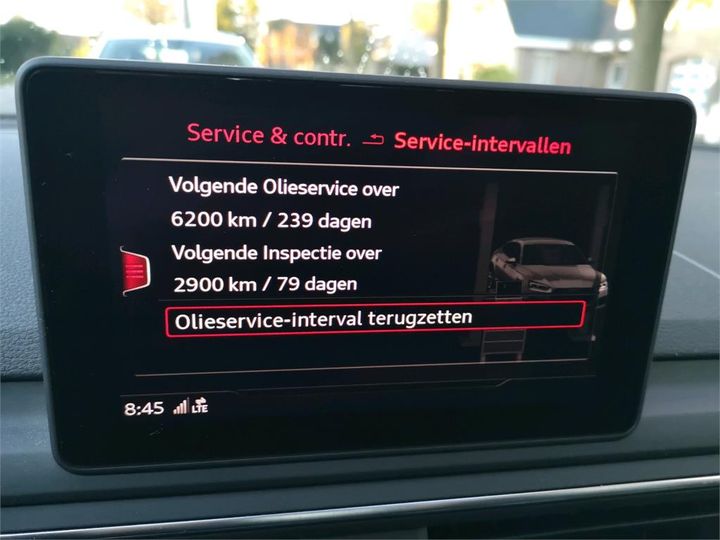 Service & contr. Service-intervallen
Volgende Olieservice over
6200 km / 239 dagen
Volgende Inspectie over
2900 km / 79 dagen
Olieservice-interval terugzetten
8:45 LTE